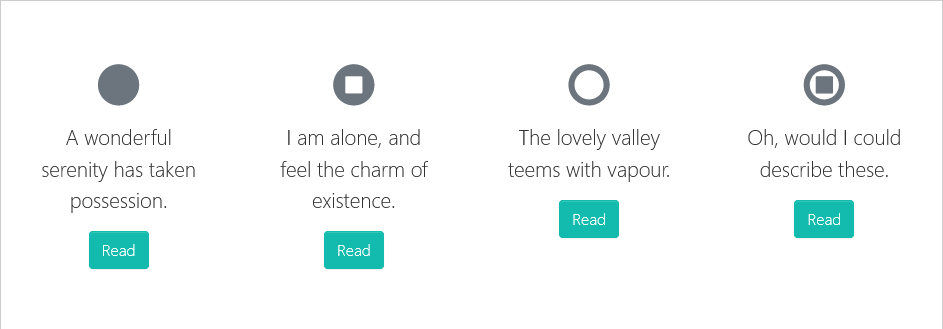 A wonderful
serenity has taken
possession.
Read
I am alone, and
feel the charm of
existence.
Read
The lovely valley
teems with vapour.
Read
Oh, would I could
describe these.
Read